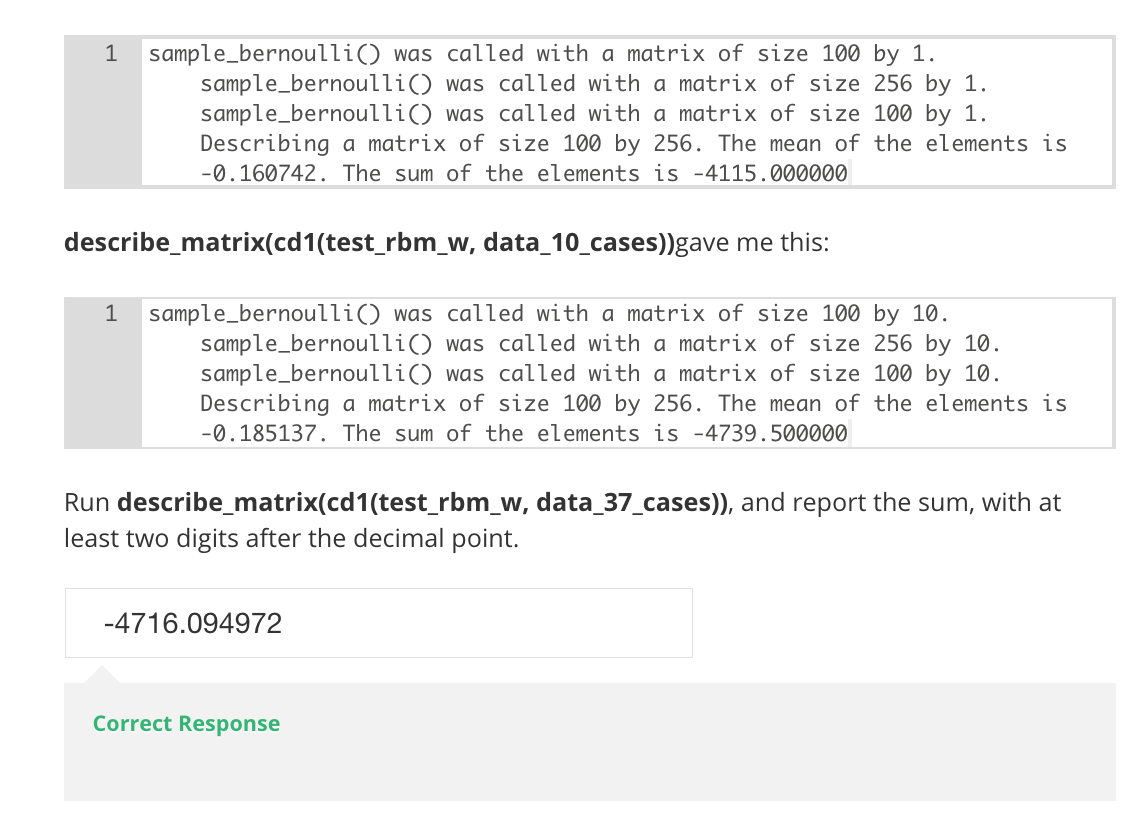 1 sample_bernoulli() was called with a matrix of size 100 by 1.
sample_bernoulli() was called with a matrix of size 256 by 1.
sample_bernoulli() was called with a matrix of size 100 by 1.
Describing a matrix of size 100 by 256. The mean of the elements is
-0.160742. The sum of the elements is -4115.000000
describe_matrix(cd1(test_rbm_w, data_10_cases))gave me this:
1 sample_bernoulli() was called with a matrix of size 100 by 10.
sample_bernoulli() was called with a matrix of size 256 by 10.
sample_bernoulli() was called with a matrix of size 100 by 10.
Describing a matrix of size 100 by 256. The mean of the elements is
-0.185137. The sum of the elements is -4739.500000
Run describe_matrix(cd1(test_rbm_w, data_37_cases)), and report the sum, with at
least two digits after the decimal point.
-4716.094972
Correct Response